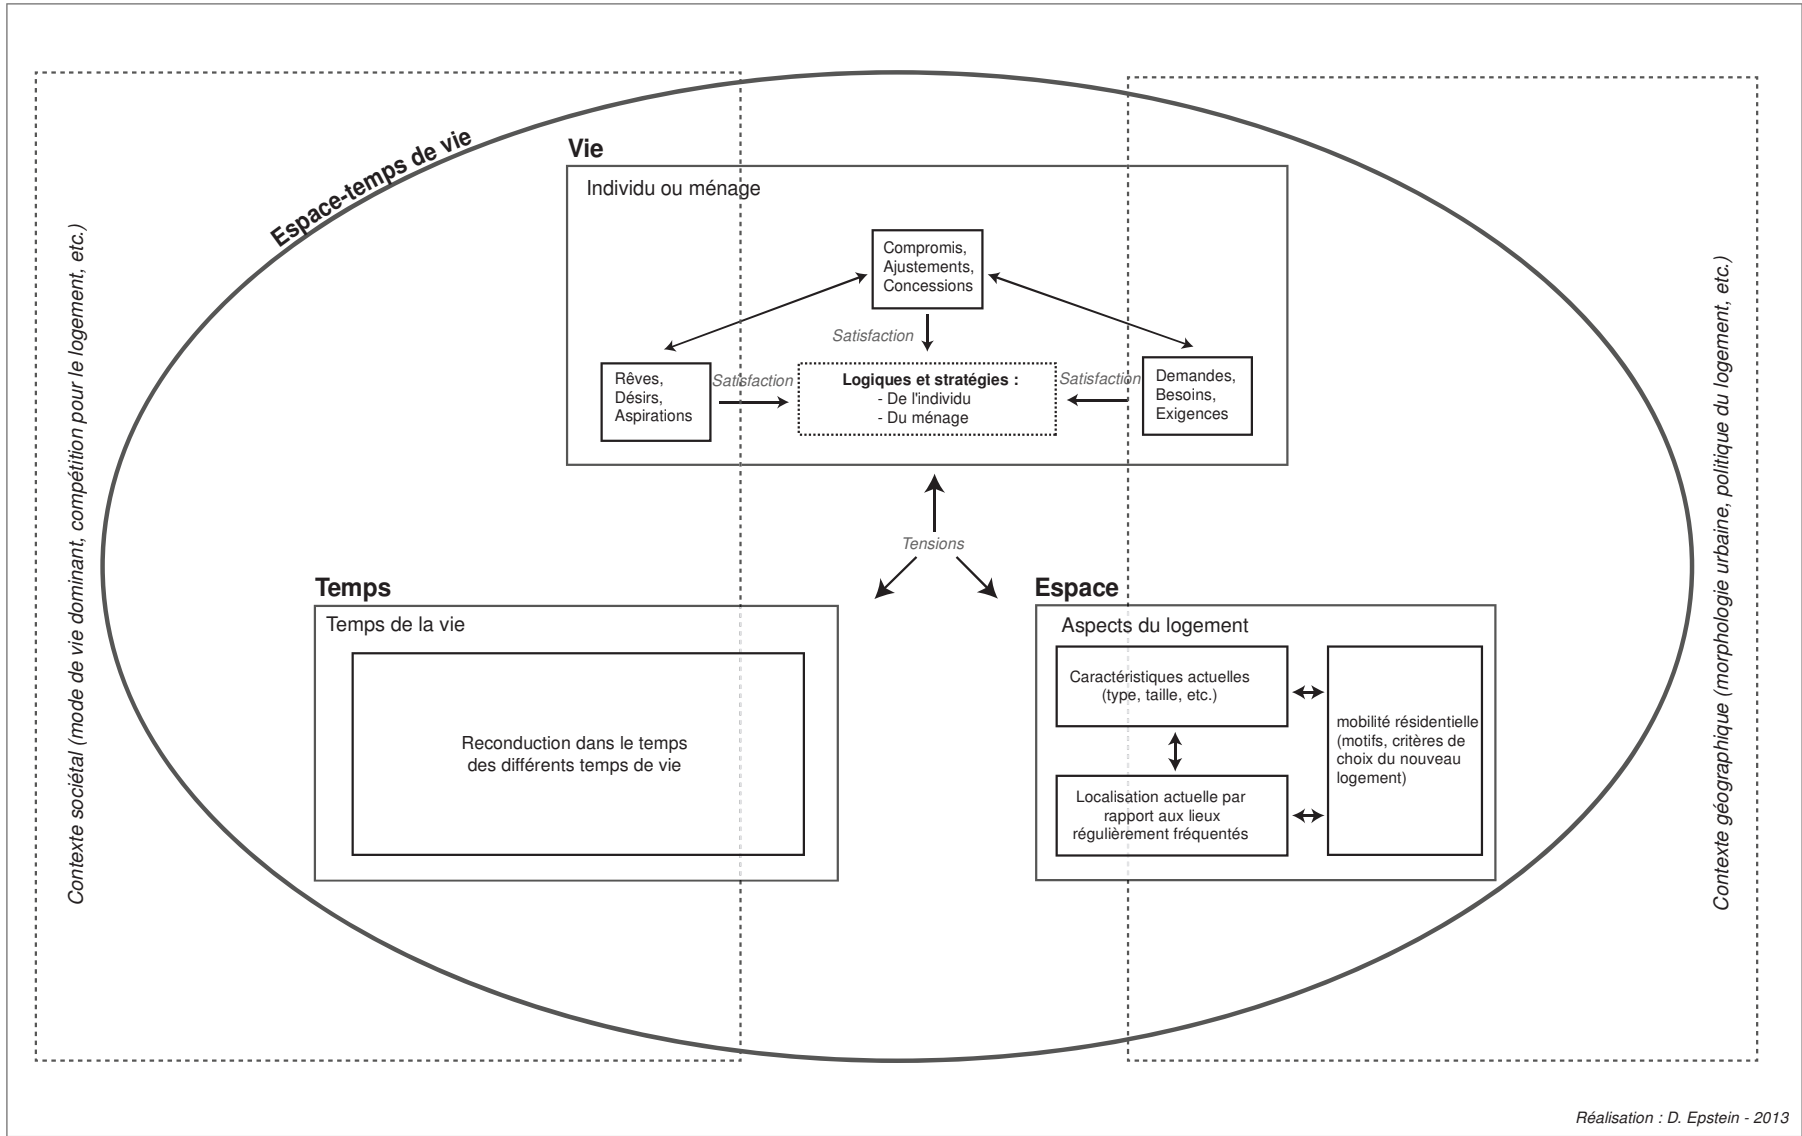 Espace-temps de vie
Contexte sociétal (mode de vie dominant, compétition pour le logement, etc.)
Vie
Individu ou ménage
Compromis,
Ajustements,
Concessions
Satisfaction
Rêves,
Désirs,
Aspirations
Satisfaction
Logiques et stratégies :
- De l'individu
- Du ménage
Satisfaction
Demandes,
Besoins,
Exigences
Tensions
Temps
Temps de la vie
Reconduction dans le temps
des différents temps de vie
Espace
Aspects du logement
Caractéristiques actuelles
(type, taille, etc.)
Localisation actuelle par
rapport aux lieux
régulièrement fréquentés
mobilité résidentielle
(motifs, critères de
choix du nouveau
logement)
Contexte géographique (morphologie urbaine, politique du logement, etc.)
Réalisation : D. Epstein - 2013